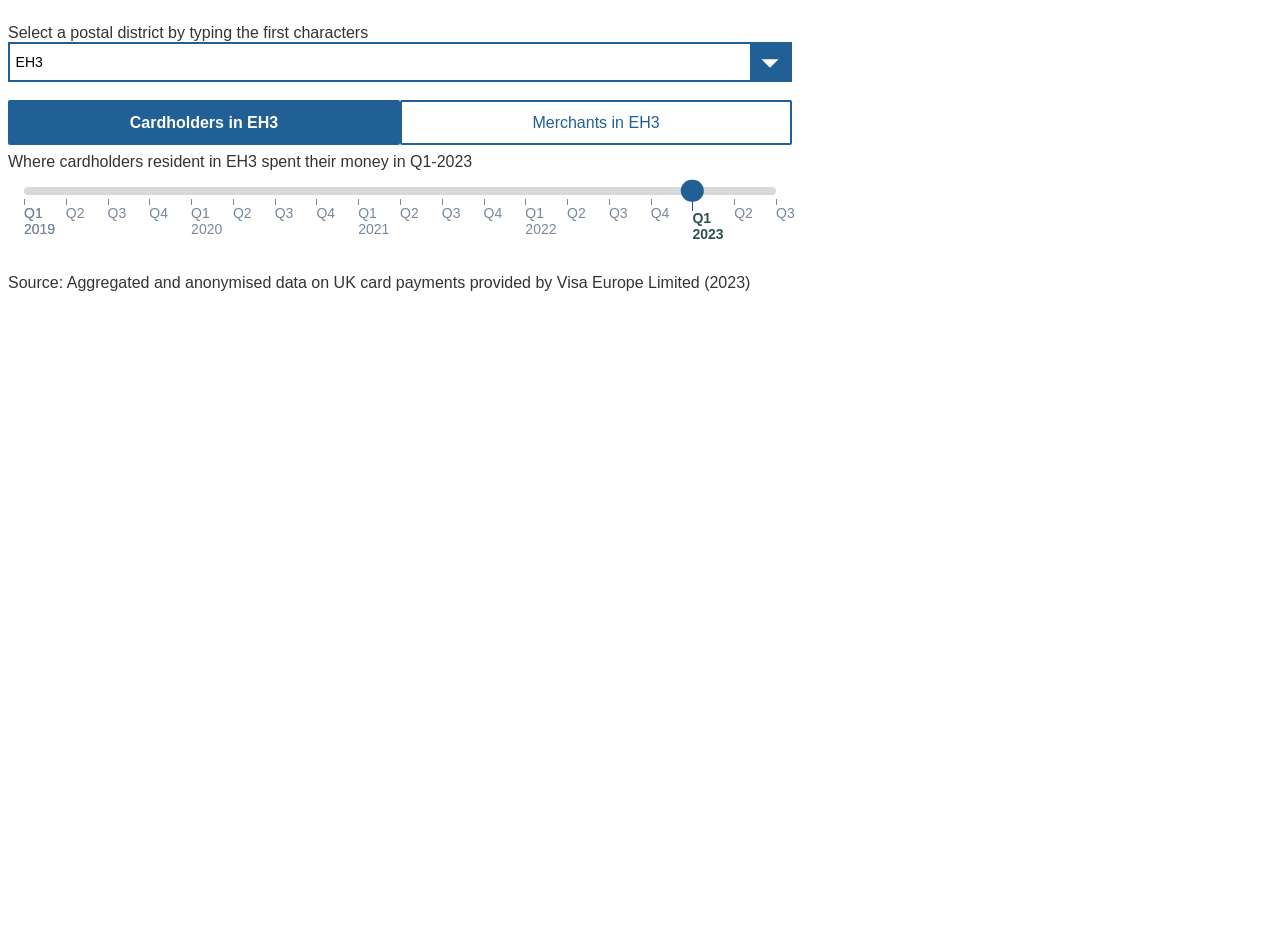 Select a postal district by typing the first characters
EH3
Cardholders in EH3 Merchants in EH3
Where cardholders resident in EH3 spent their money in Q1-2023
Q1 Q2 Q3 Q4 Q1 Q2 Q3 Q4 Q1 Q2 Q3 Q4 Q1 Q2 Q3 Q4 Q1 Q2 Q3
2019 2020 2021 2022 2023
Source: Aggregated and anonymised data on UK card payments provided by Visa Europe Limited (2023)